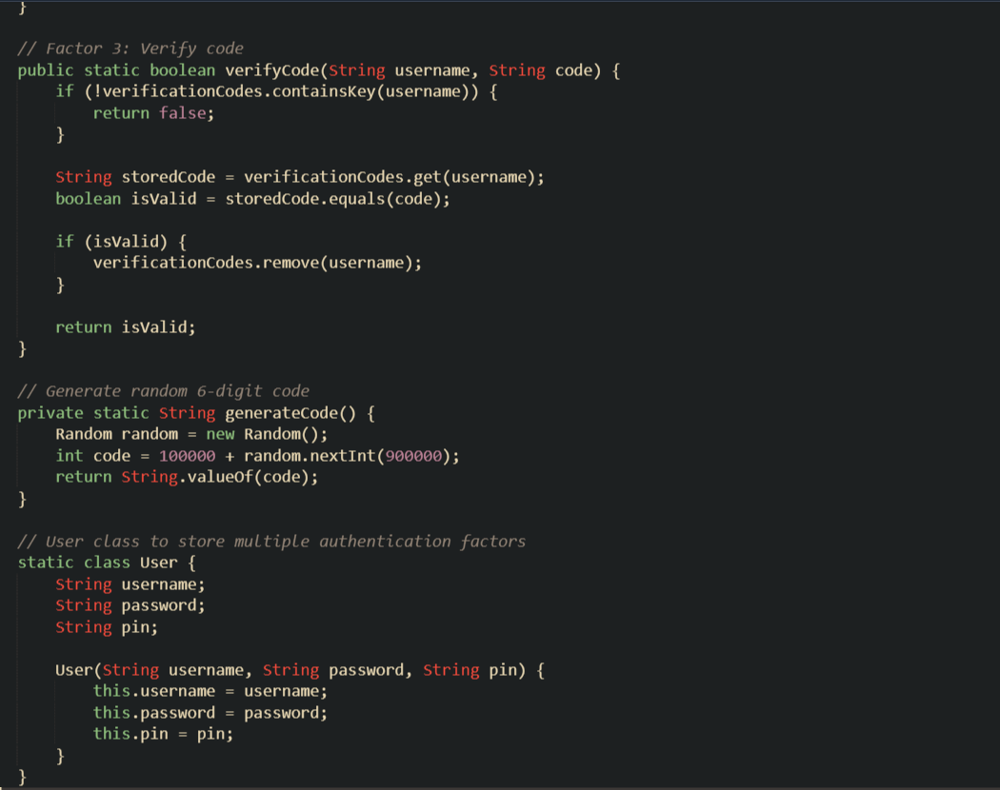 }
// Factor 3: Verify code
public static boolean verifyCode(String username, String code) {
    if (!verificationCodes.containsKey(username)) {
        return false;
    }

    String storedCode = verificationCodes.get(username);
    boolean isValid = storedCode.equals(code);

    if (isValid) {
        verificationCodes.remove(username);
    }

    return isValid;
}

// Generate random 6-digit code
private static String generateCode() {
    Random random = new Random();
    int code = 100000 + random.nextInt(900000);
    return String.valueOf(code);
}

// User class to store multiple authentication factors
static class User {
    String username;
    String password;
    String pin;

    User(String username, String password, String pin) {
        this.username = username;
        this.password = password;
        this.pin = pin;
    }
}